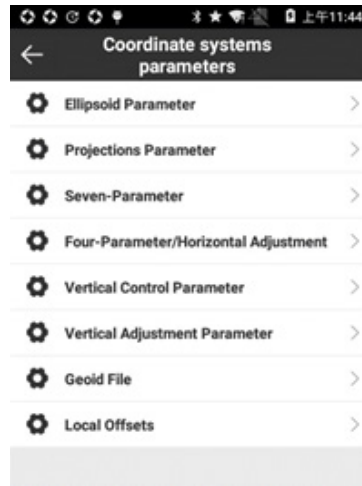 上午11:44
Coordinate systems
parameters
Ellipsoid Parameter
Projections Parameter
Seven-Parameter
Four-Parameter/Horizontal Adjustment
Vertical Control Parameter
Vertical Adjustment Parameter
Geoid File
Local Offsets